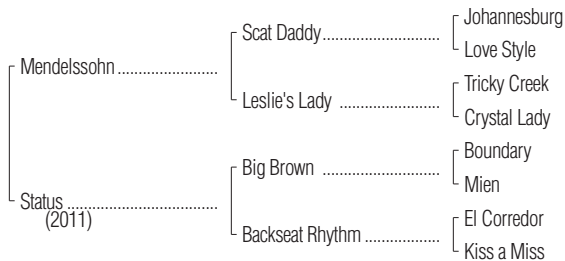 Johannesburg
Scat Daddy
Love Style
Mendelssohn
Tricky Creek
Leslie's Lady
Crystal Lady
Boundary
Big Brown
Mien
Status
(2011)
El Corredor
Backseat Rhythm
Kiss a Miss